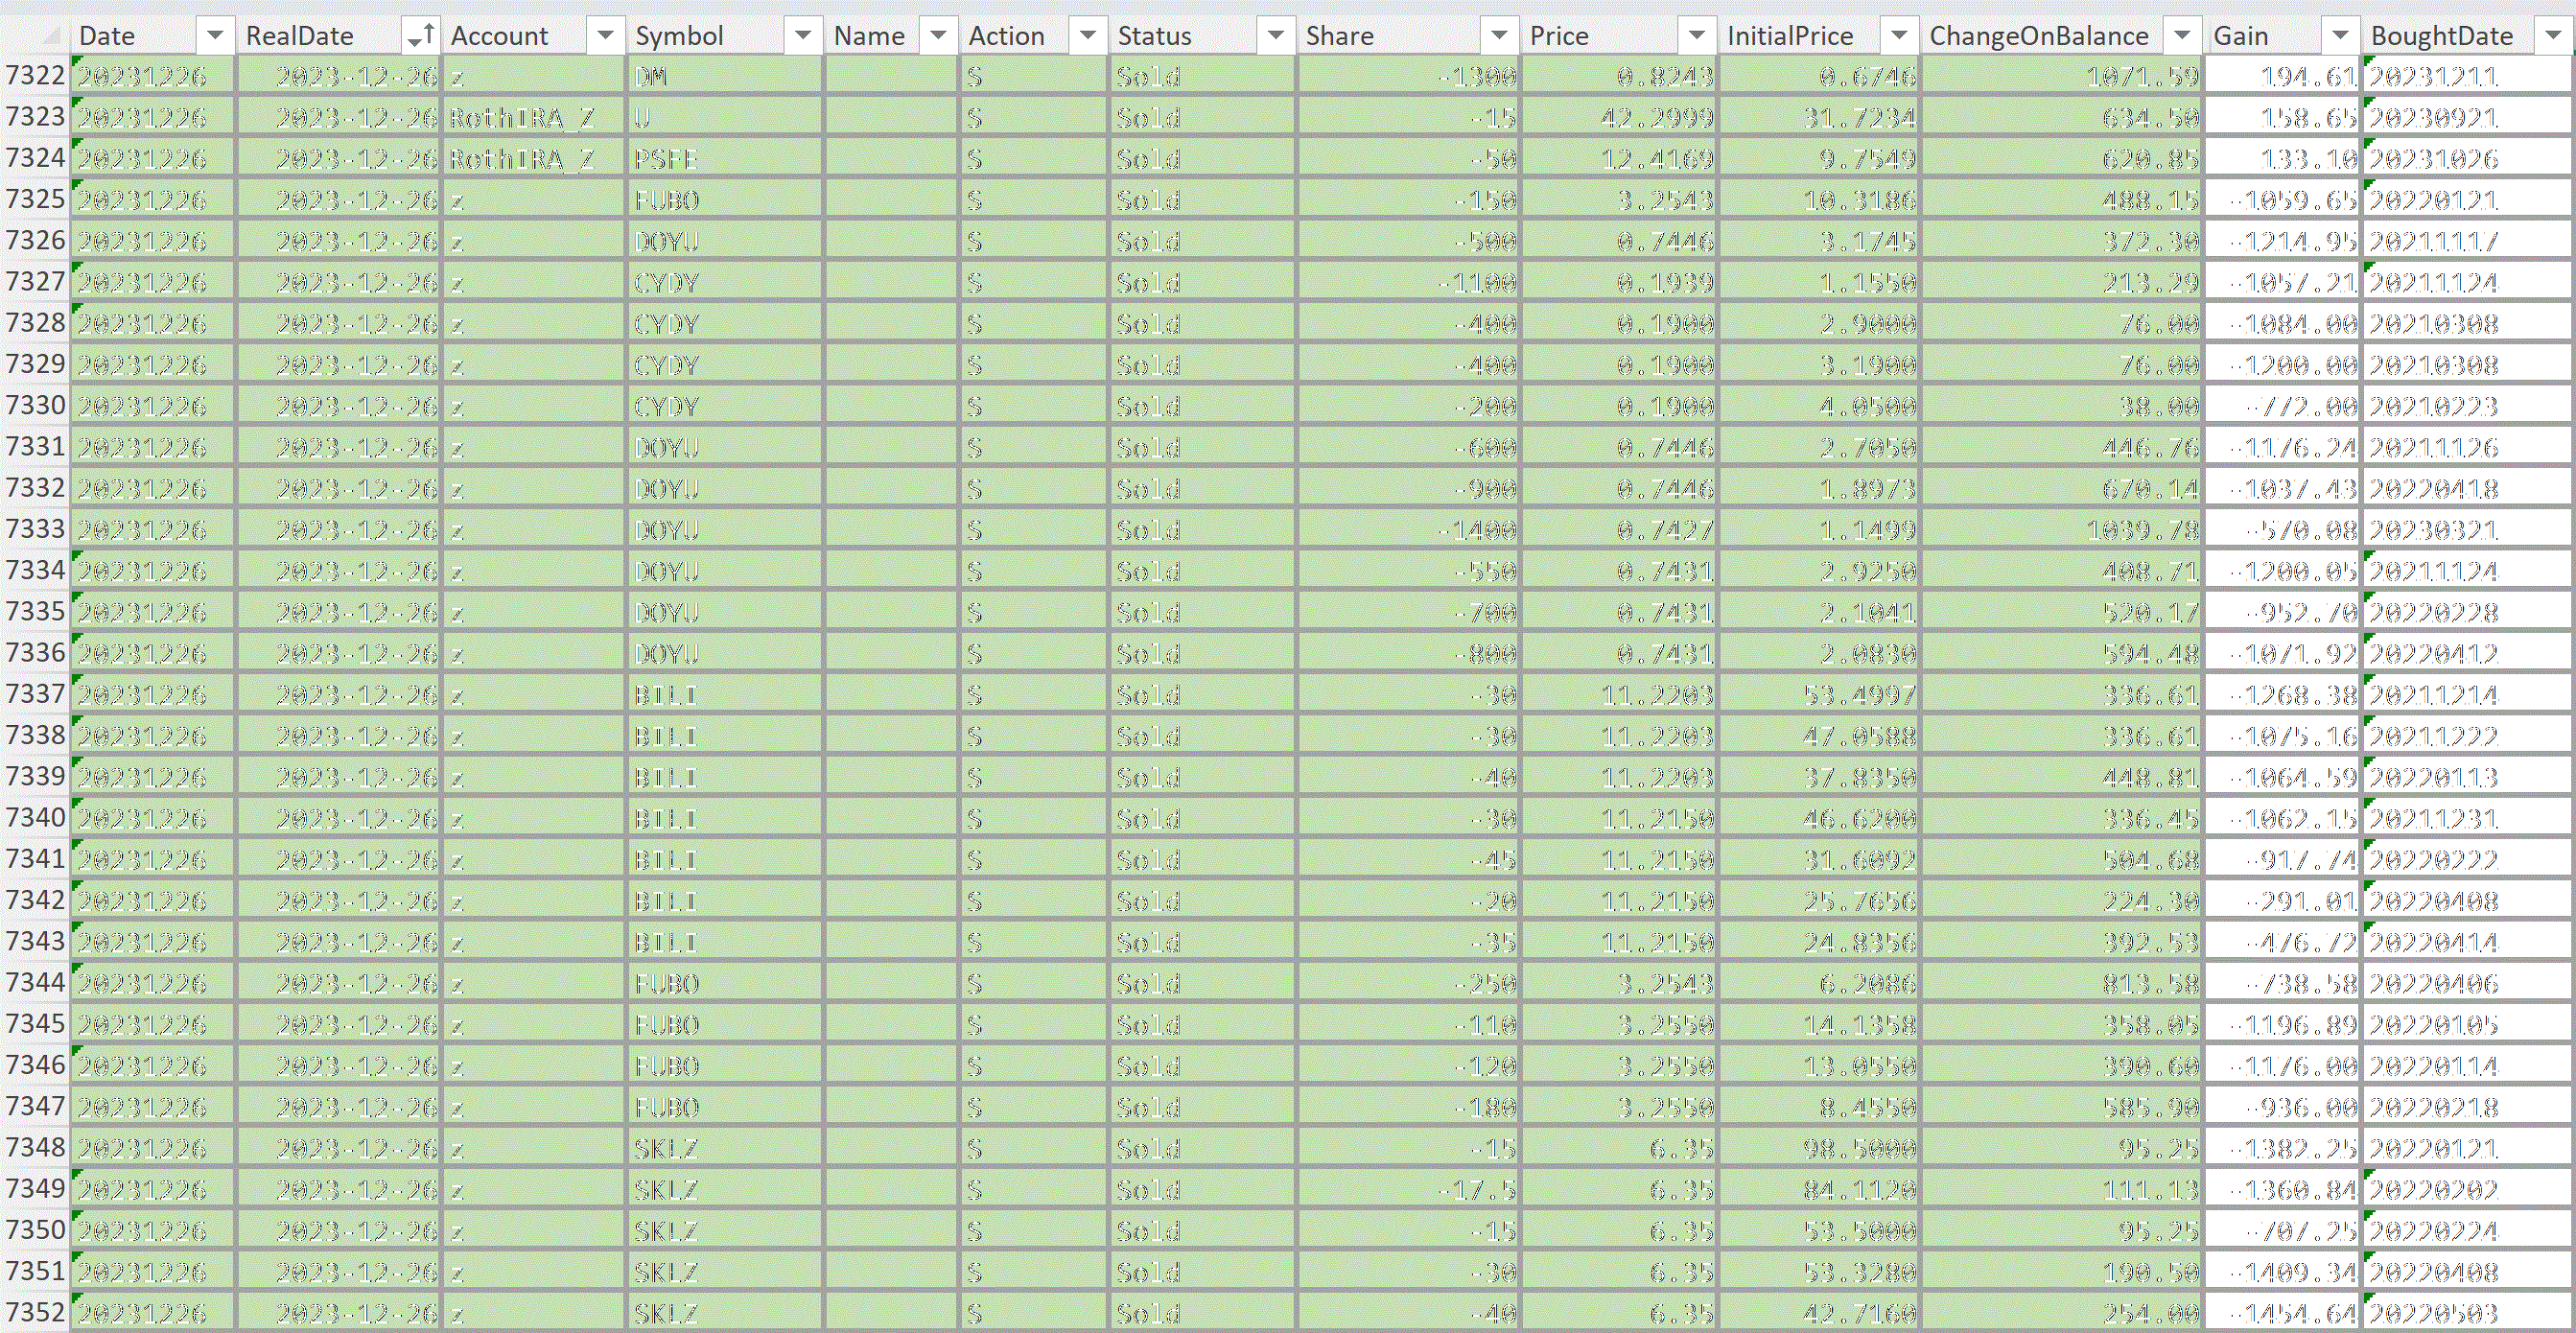 Date RealDate Account Symbol Name Action Status Share Price InitialPrice ChangeOnBalance Gain BoughtDate
7322 20231226 2023-12-26 z DM S Sold -1300 0.8243 0.6746 1071.59 194.61 20231211
7323 20231226 2023-12-26 RothIRA_Z U S Sold -15 42.2999 31.7234 634.50 158.65 20230921
7324 20231226 2023-12-26 RothIRA_Z PSFE S Sold -50 12.4169 9.7549 620.85 133.10 20231026
7325 20231226 2023-12-26 z FUBO S Sold -150 3.2543 10.3186 488.15 -1059.65 20220121
7326 20231226 2023-12-26 z DOYU S Sold -500 0.7446 3.1745 372.30 -1214.95 20211117
7327 20231226 2023-12-26 z CYDY S Sold -1100 0.1939 1.1550 213.29 -1057.21 20211124
7328 20231226 2023-12-26 z CYDY S Sold -400 0.1900 2.9000 76.00 -1084.00 20210308
7329 20231226 2023-12-26 z CYDY S Sold -400 0.1900 3.1900 76.00 -1200.00 20210308
7330 20231226 2023-12-26 z CYDY S Sold -200 0.1900 4.0500 38.00 -772.00 20210223
7331 20231226 2023-12-26 z DOYU S Sold -600 0.7446 2.7050 446.76 -1176.24 20211126
7332 20231226 2023-12-26 z DOYU S Sold -900 0.7446 1.8973 670.14 -1037.43 20220418
7333 20231226 2023-12-26 z DOYU S Sold -1400 0.7427 1.1499 1039.78 -570.08 20230321
7334 20231226 2023-12-26 z DOYU S Sold -550 0.7431 2.9250 408.71 -1200.05 20211124
7335 20231226 2023-12-26 z DOYU S Sold -700 0.7431 2.1041 520.17 -952.70 20220228
7336 20231226 2023-12-26 z DOYU S Sold -800 0.7431 2.0830 594.48 -1071.92 20220412
7337 20231226 2023-12-26 z BILI S Sold -30 11.2203 53.4997 336.61 -1268.38 20211214
7338 20231226 2023-12-26 z BILI S Sold -30 11.2203 47.0588 336.61 -1075.16 20211222
7339 20231226 2023-12-26 z BILI S Sold -40 11.2203 37.8350 448.81 -1064.59 20220113
7340 20231226 2023-12-26 z BILI S Sold -30 11.2150 46.6200 336.45 -1062.15 20211231
7341 20231226 2023-12-26 z BILI S Sold -45 11.2150 31.6092 504.68 -917.74 20220222
7342 20231226 2023-12-26 z BILI S Sold -20 11.2150 25.7656 224.30 -291.01 20220408
7343 20231226 2023-12-26 z BILI S Sold -35 11.2150 24.8356 392.53 -476.72 20220414
7344 20231226 2023-12-26 z FUBO S Sold -250 3.2543 6.2086 813.58 -738.58 20220406
7345 20231226 2023-12-26 z FUBO S Sold -110 3.2550 14.1358 358.05 -1196.89 20220105
7346 20231226 2023-12-26 z FUBO S Sold -120 3.2550 13.0550 390.60 -1176.00 20220114
7347 20231226 2023-12-26 z FUBO S Sold -180 3.2550 8.4550 585.90 -936.00 20220218
7348 20231226 2023-12-26 z SKLZ S Sold -15 6.35 98.5000 95.25 -1382.25 20220121
7349 20231226 2023-12-26 z SKLZ S Sold -17.5 6.35 84.1120 111.13 -1360.84 20220202
7350 20231226 2023-12-26 z SKLZ S Sold -15 6.35 53.5000 95.25 -707.25 20220224
7351 20231226 2023-12-26 z SKLZ S Sold -30 6.35 53.3280 190.50 -1409.34 20220408
7352 20231226 2023-12-26 z SKLZ S Sold -40 6.35 42.7160 254.00 -1454.64 20220503